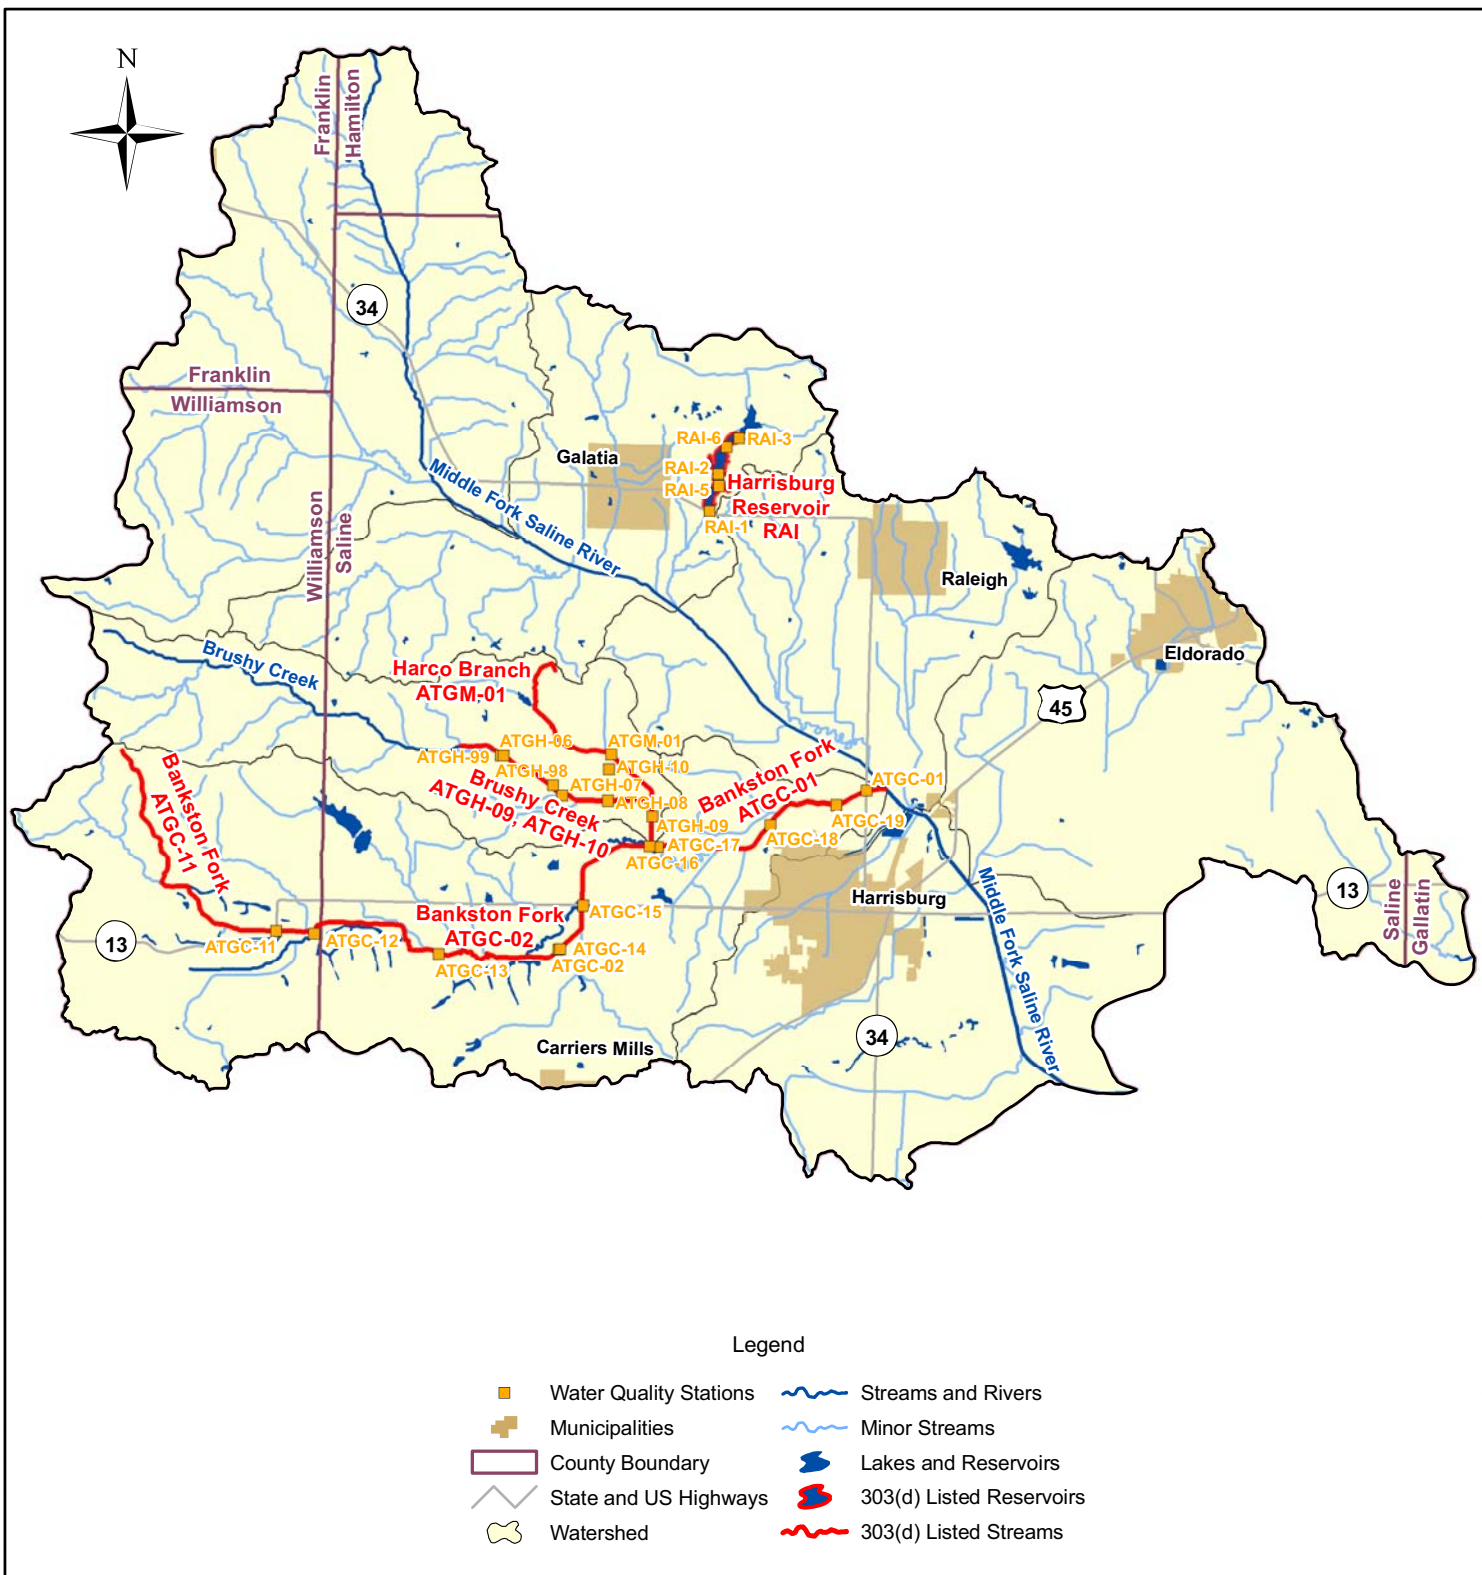 N
Franklin
Hamilton
34
Franklin
Williamson
Galatia
RAI-6
RAI-3
RAI-2
RAI-5
Harrisburg
Reservoir
RAI
RAI-1
Middle Fork Saline River
Williamson
Saline
Raleigh
Eldorado
45
Brushy Creek
Harco Branch
ATGM-01
ATGH-06
ATGH-99
ATGM-01
ATGH-10
ATGH-98
ATGH-07
ATGH-08
Brushy Creek
ATGH-09, ATGH-10
ATGH-09
Bankston Fork
ATGC-01
ATGC-01
ATGC-19
ATGC-18
ATGC-17
ATGC-16
Bankston Fork
ATGC-11
Harrisburg
Middle Fork Saline River
13
Saline
Gallatin
ATGC-15
Bankston Fork
ATGC-02
13
ATGC-11
ATGC-12
ATGC-13
ATGC-14
ATGC-02
34
Carriers Mills
Legend
Water Quality Stations
Municipalities
County Boundary
State and US Highways
Watershed
Streams and Rivers
Minor Streams
Lakes and Reservoirs
303(d) Listed Reservoirs
303(d) Listed Streams